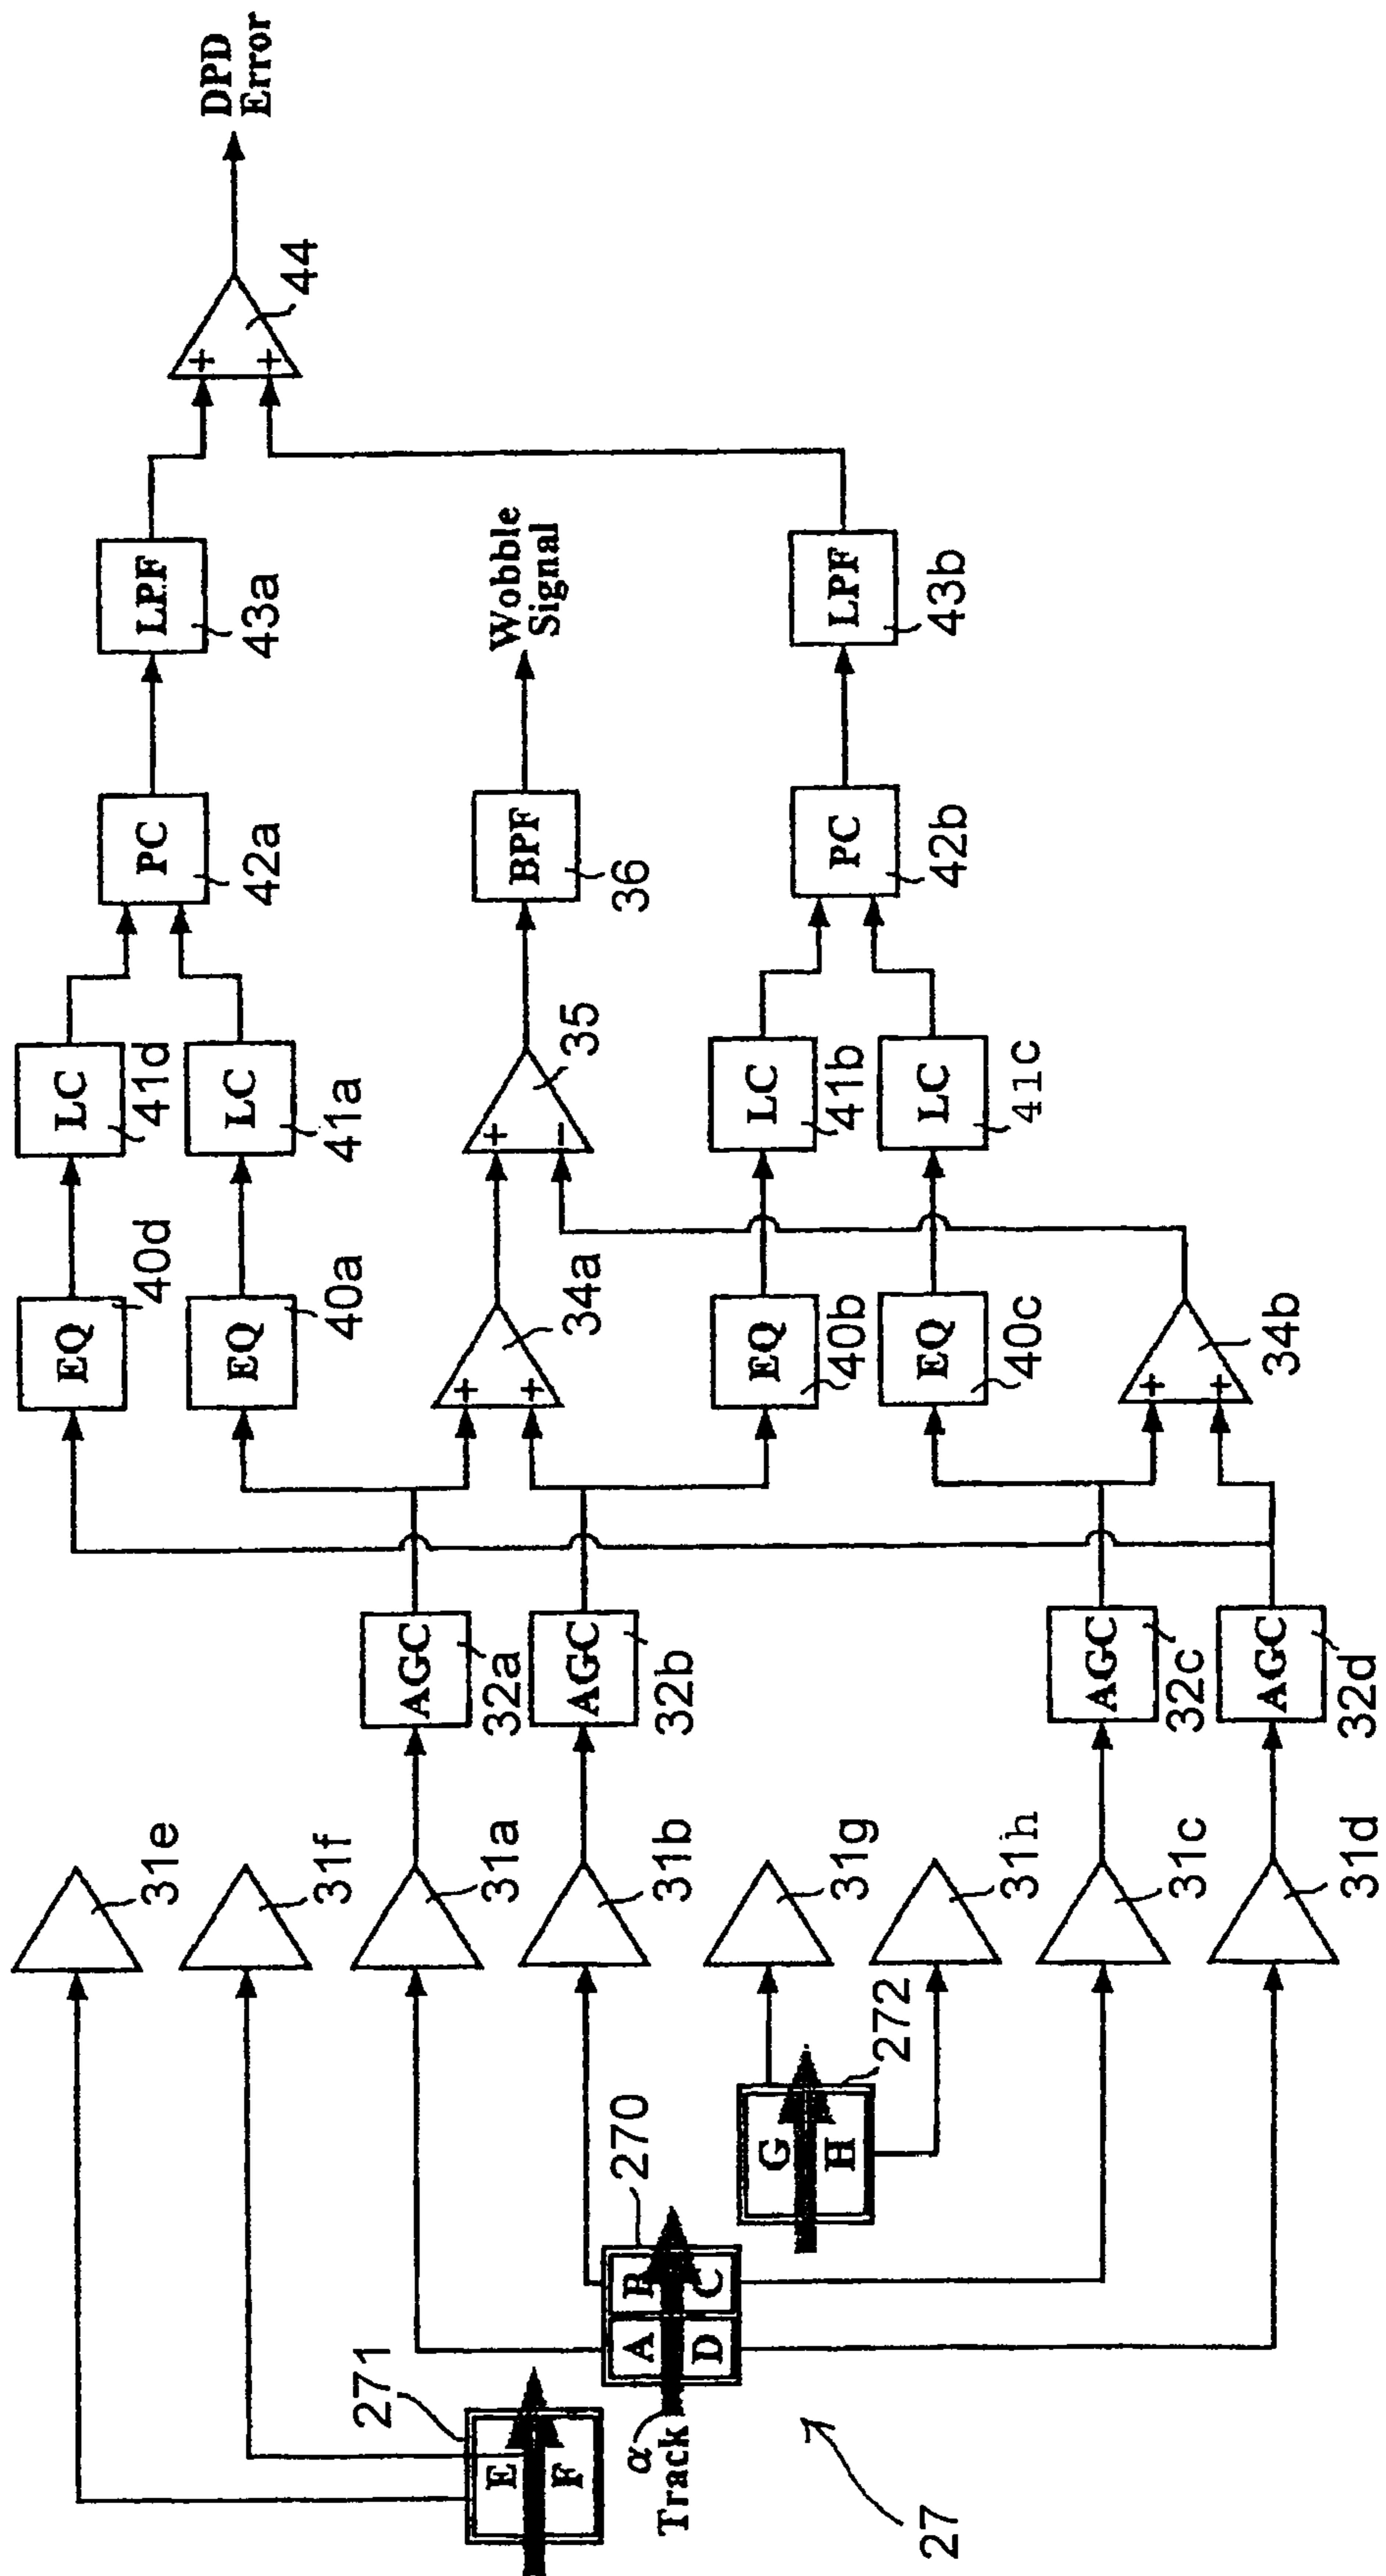 DPD
Error
44
+
+
LPF
43a
Wobble
Signal
LPF
43b
PC
42a
BPF
36
PC
42b
LC
41d
LC
41a
35
+
−
LC
41b
LC
41c
EQ
40d
EQ
40a
34a
+
+
EQ
40b
EQ
40c
34b
+
+
AGC
32a
AGC
32b
AGC
32c
AGC
32d
31e
31f
31a
31b
31g
31h
31c
31d
271
E
F
270
A
B
D
C
272
G
H
α
Track
27